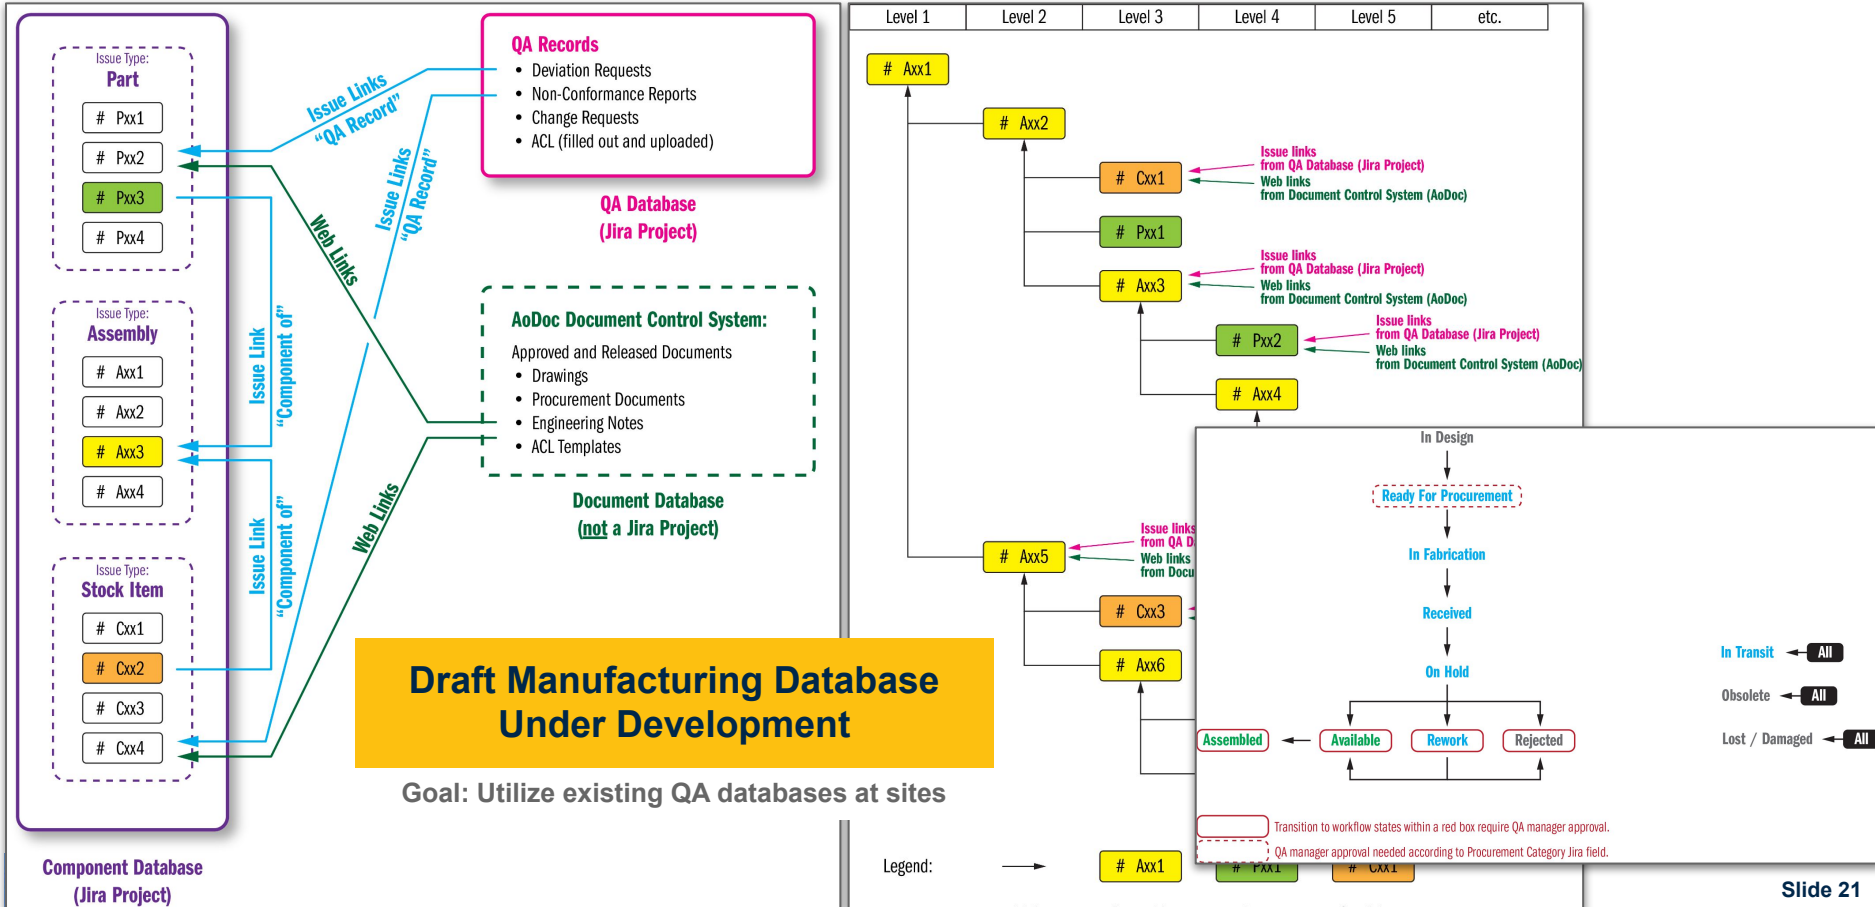 Issue Type:
Part
# Pxx1
# Pxx2
# Pxx3
# Pxx4
Issue Type:
Assembly
# Axx1
# Axx2
# Axx3
# Axx4
Issue Type:
Stock Item
# Cxx1
# Cxx2
# Cxx3
# Cxx4
Component Database
(Jira Project)
Issue Links
“QA Record”
Issue Links
“QA Record”
Web Links
Web Links
Issue Link
“Component of”
Issue Link
“Component of”
QA Records
• Deviation Requests
• Non-Conformance Reports
• Change Requests
• ACL (filled out and uploaded)
QA Database
(Jira Project)
AoDoc Document Control System:
Approved and Released Documents
• Drawings
• Procurement Documents
• Engineering Notes
• ACL Templates
Document Database
(not a Jira Project)
Draft Manufacturing Database
Under Development
Goal: Utilize existing QA databases at sites
Level 1 Level 2 Level 3 Level 4 Level 5 etc.
# Axx1
# Axx2
# Cxx1
Issue links
from QA Database (Jira Project)
Web links
from Document Control System (AoDoc)
# Pxx1
# Axx3
Issue links
from QA Database (Jira Project)
Web links
from Document Control System (AoDoc)
# Pxx2
Issue links
from QA Database (Jira Project)
Web links
from Document Control System (AoDoc)
# Axx4
# Axx5
Issue links
from QA D
Web links
from Docu
# Cxx3
# Axx6
Legend:
# Axx1
# Pxx1
# Cxx1
In Design
Ready For Procurement
In Fabrication
Received
On Hold
Assembled
Available
Rework
Rejected
In Transit All
Obsolete All
Lost / Damaged All
Transition to workflow states within a red box require QA manager approval.
QA manager approval needed according to Procurement Category Jira field.
Slide 21